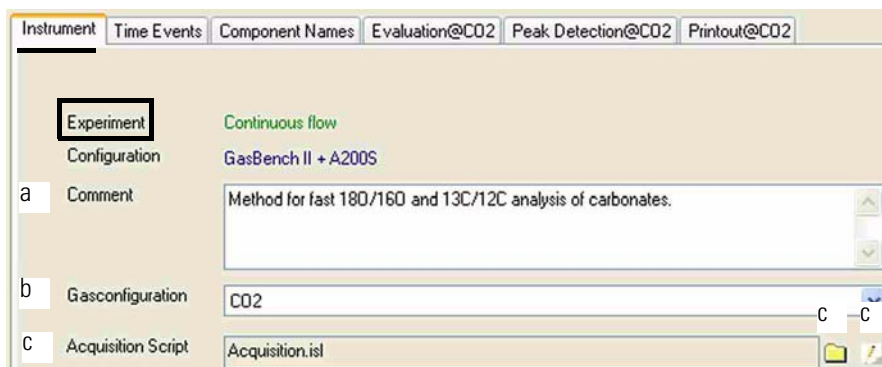 Instrument Time Events Component Names Evaluation@CO2 Peak Detection@CO2 Printout@CO2
Experiment Continuous flow
Configuration GasBench II + A200S
a Comment Method for fast 18O/16O and 13C/12C analysis of carbonates.
b Gasconfiguration CO2
c c
c Acquisition Script Acquisition.isl